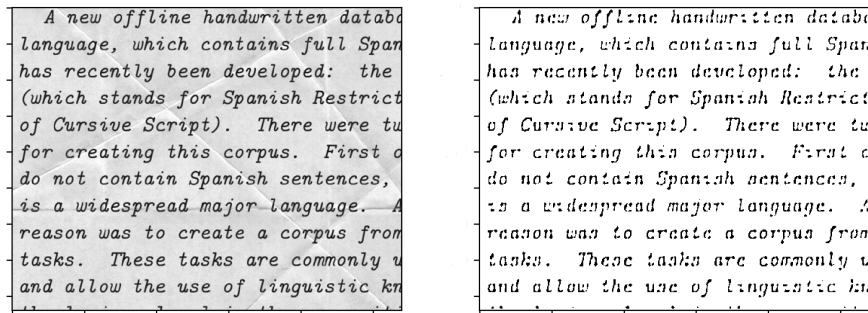 A new offline handwritten databa
language, which contains full Span
has recently been developed: the
(which stands for Spanish Restrict
of Cursive Script). There were tw
for creating this corpus. First o
do not contain Spanish sentences,
is a widespread major language. A
reason was to create a corpus from
tasks. These tasks are commonly u
and allow the use of linguistic kn
A new offline handwritten databa
language, which contains full Span
has recently been developed: the
(which stands for Spanish Restrict
of Cursive Script). There were tw
for creating this corpus. First o
do not contain Spanish sentences,
is a widespread major language. A
reason was to create a corpus from
tasks. These tasks are commonly u
and allow the use of linguistic kn